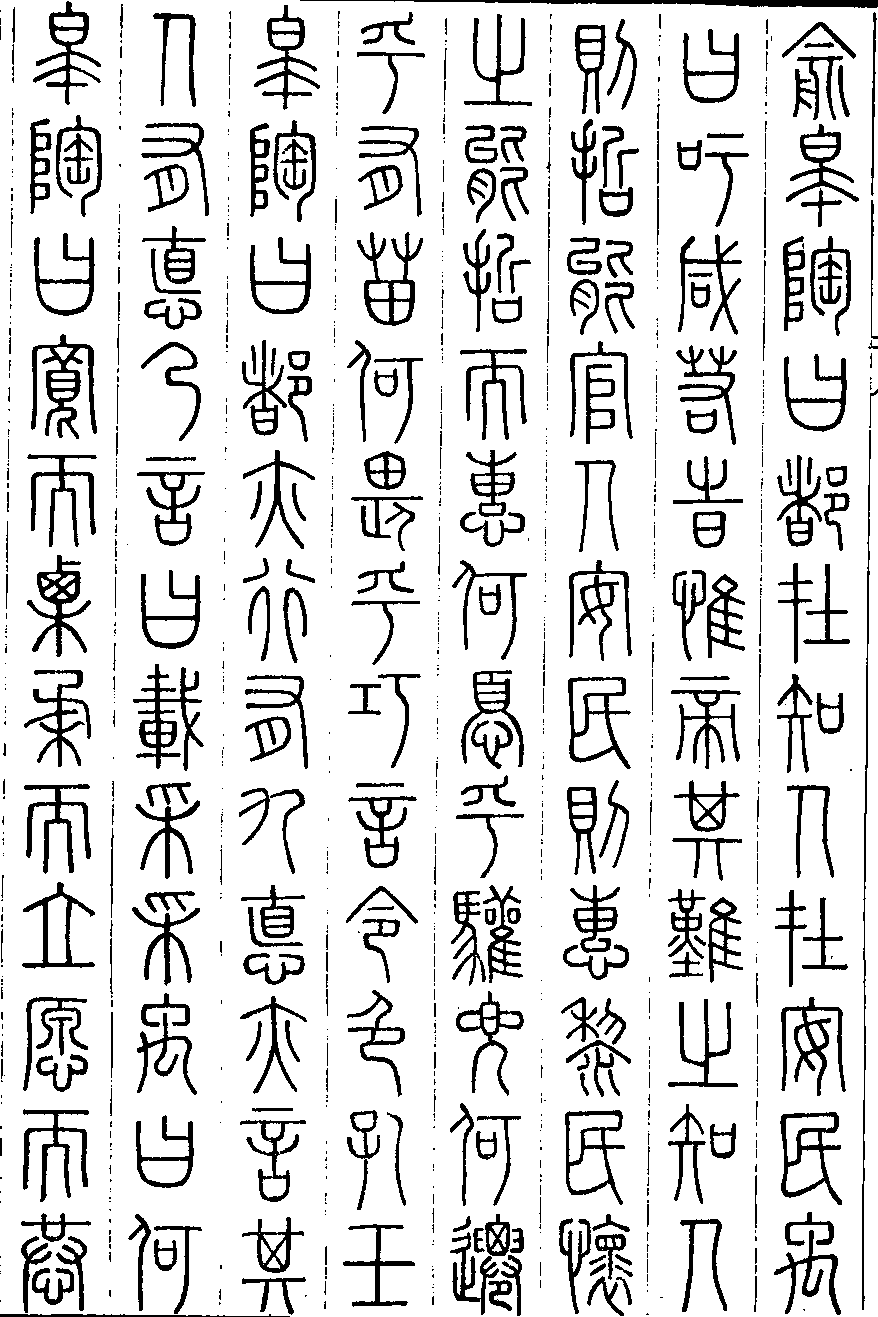 俞皋陶曰都在知人在安民禹
曰吁咸若旹惟帝其難之知人
則哲能官人安民則惠黎民懷
之能哲而惠何憂乎驩兜何遷
乎有苗何畏乎巧言令色孔壬
皋陶曰都亦行有九悳亦言其
人有悳乃言曰載采采禹曰何
皋陶曰寬而栗柔而立愿而恭